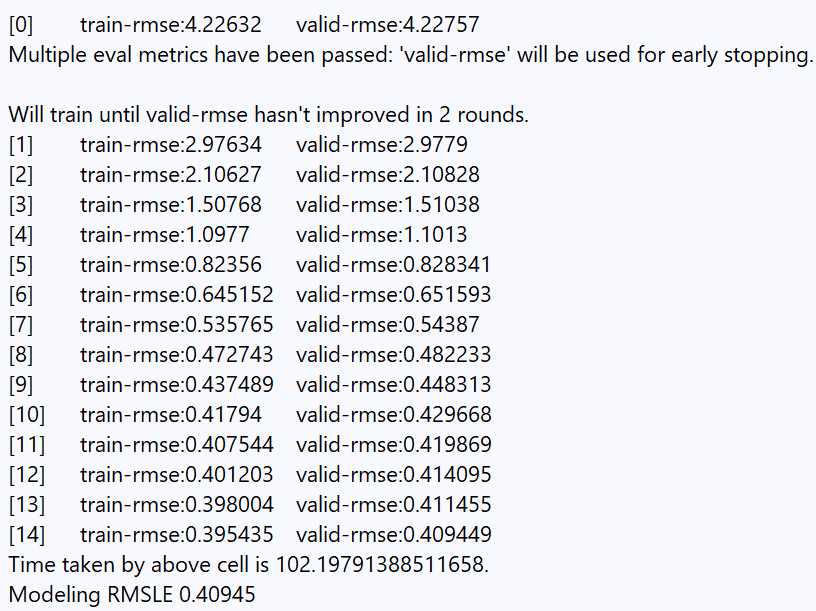 [0] train-rmse:4.22632 valid-rmse:4.22757
Multiple eval metrics have been passed: 'valid-rmse' will be used for early stopping.
Will train until valid-rmse hasn't improved in 2 rounds.
[1] train-rmse:2.97634 valid-rmse:2.9779
[2] train-rmse:2.10627 valid-rmse:2.10828
[3] train-rmse:1.50768 valid-rmse:1.51038
[4] train-rmse:1.0977 valid-rmse:1.1013
[5] train-rmse:0.82356 valid-rmse:0.828341
[6] train-rmse:0.645152 valid-rmse:0.651593
[7] train-rmse:0.535765 valid-rmse:0.54387
[8] train-rmse:0.472743 valid-rmse:0.482233
[9] train-rmse:0.437489 valid-rmse:0.448313
[10] train-rmse:0.41794 valid-rmse:0.429668
[11] train-rmse:0.407544 valid-rmse:0.419869
[12] train-rmse:0.401203 valid-rmse:0.414095
[13] train-rmse:0.398004 valid-rmse:0.411455
[14] train-rmse:0.395435 valid-rmse:0.409449
Time taken by above cell is 102.19791388511658.
Modeling RMSLE 0.40945